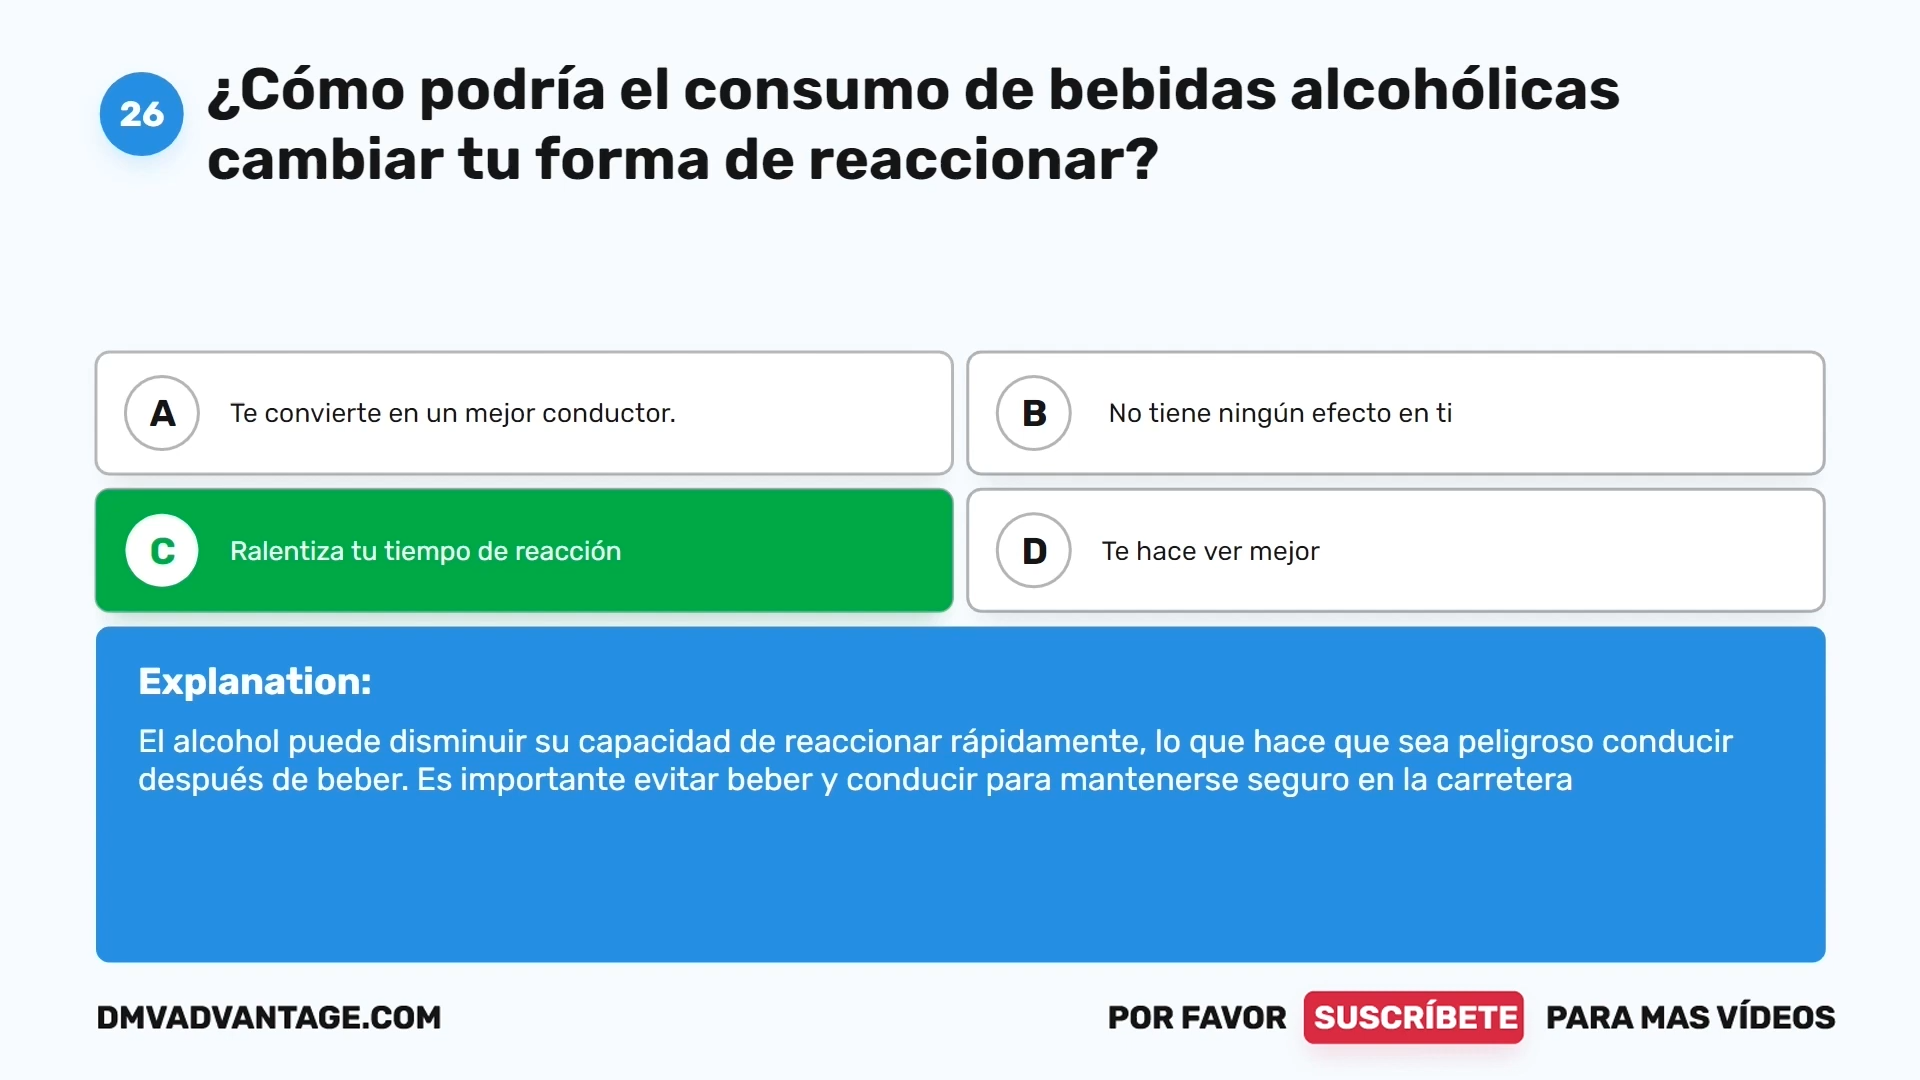 26
¿Cómo podría el consumo de bebidas alcohólicas
cambiar tu forma de reaccionar?
A
Te convierte en un mejor conductor.
B
No tiene ningún efecto en ti
C
Ralentiza tu tiempo de reacción
D
Te hace ver mejor
Explanation:
El alcohol puede disminuir su capacidad de reaccionar rápidamente, lo que hace que sea peligroso conducir
después de beber. Es importante evitar beber y conducir para mantenerse seguro en la carretera
DMVADVANTAGE.COM
POR FAVOR SUSCRÍBETE PARA MAS VÍDEOS